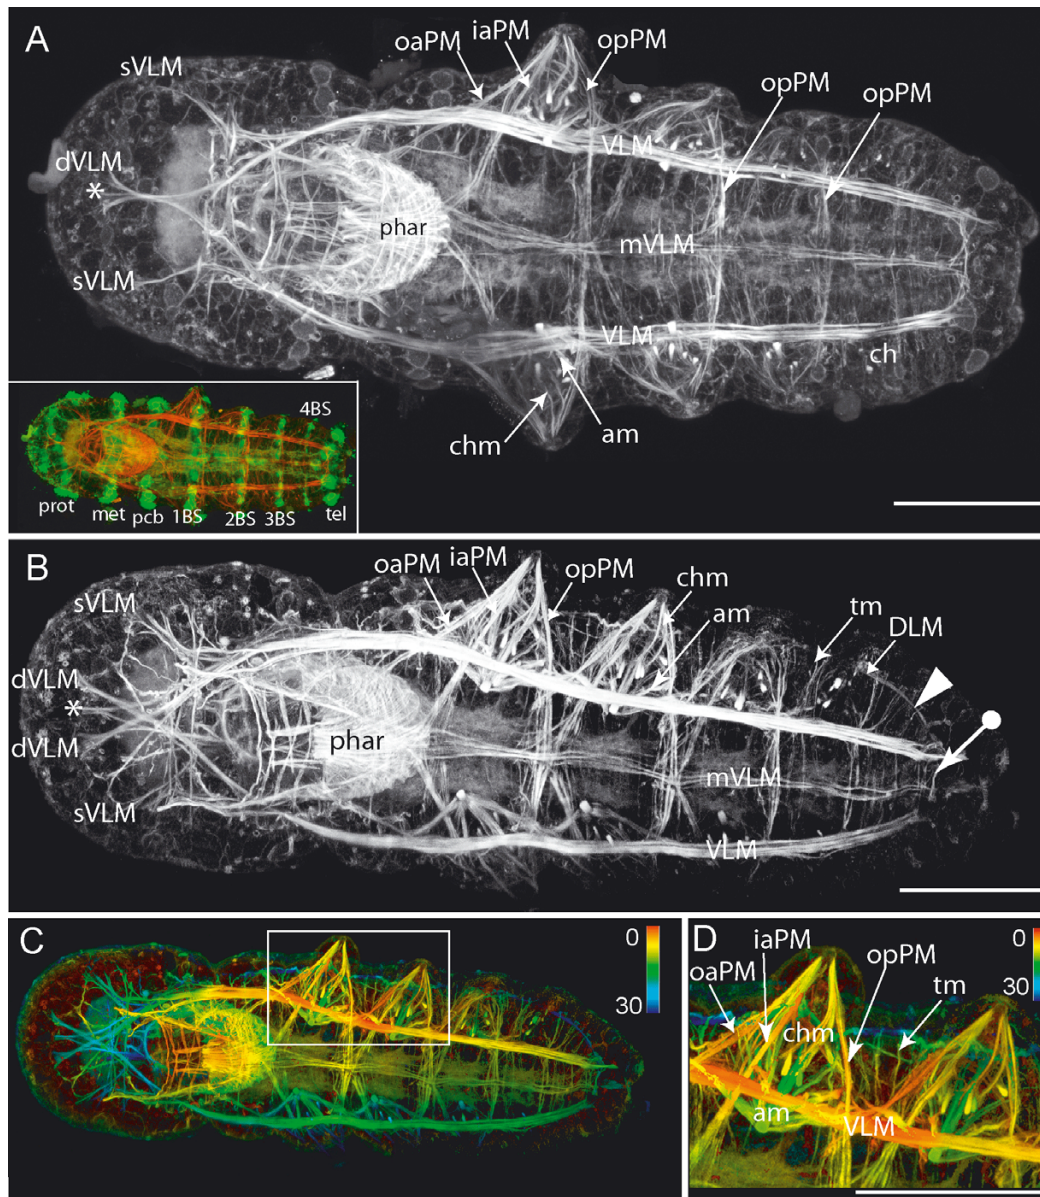 A
oaPM
iaPM
opPM
sVLM
opPM
opPM
VLM
dVLM
*
phar
mVLM
sVLM
VLM
ch
chm
am
4BS
prot
met
pcb
1BS
2BS
3BS
tel
B
oaPM
iaPM
opPM
chm
am
sVLM
tm
DLM
dVLM
*
dVLM
phar
mVLM
sVLM
VLM
C
0
30
D
iaPM
oaPM
opPM
tm
0
30
chm
am
VLM